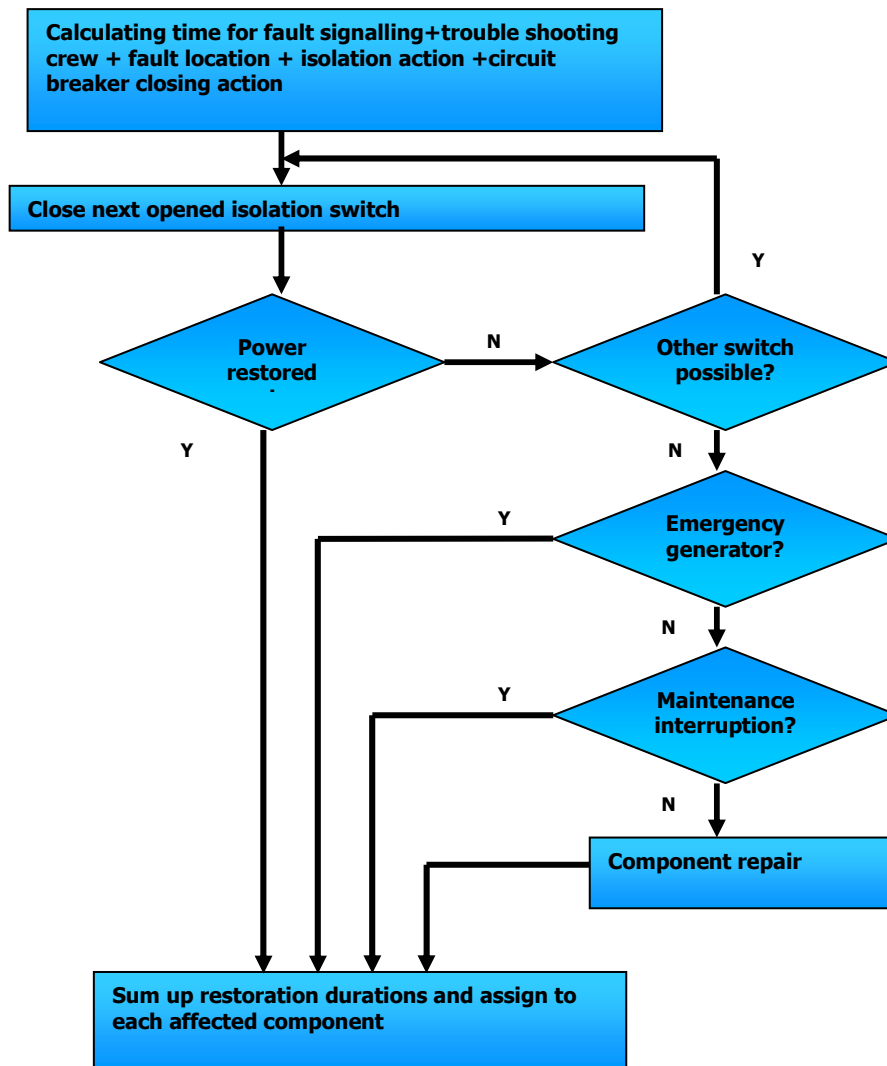 Calculating time for fault signalling+trouble shooting
crew + fault location + isolation action +circuit
breaker closing action
Close next opened isolation switch
Y
Power
restored
N
Other switch
possible?
Y
N
Y
Emergency
generator?
N
Y
Maintenance
interruption?
N
Component repair
Sum up restoration durations and assign to
each affected component